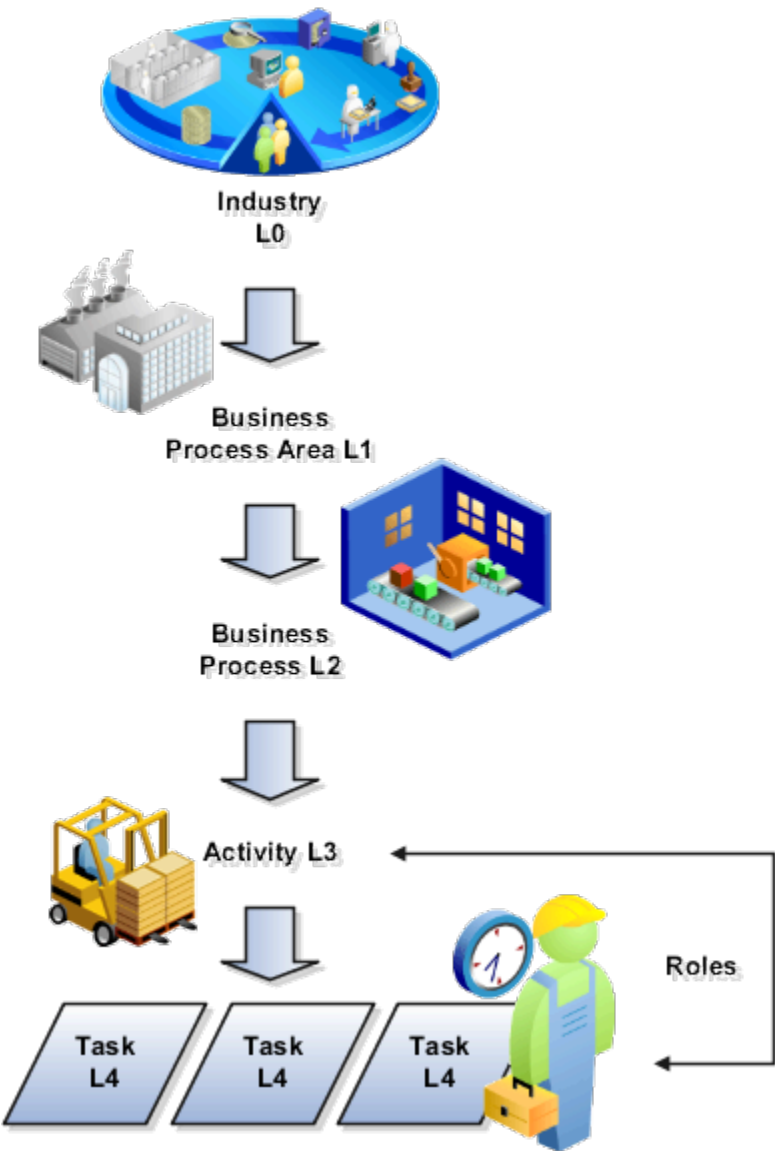 Industry
L0
Business
Process Area L1
Business
Process L2
Activity L3
Roles
Task
L4
Task
L4
Task
L4